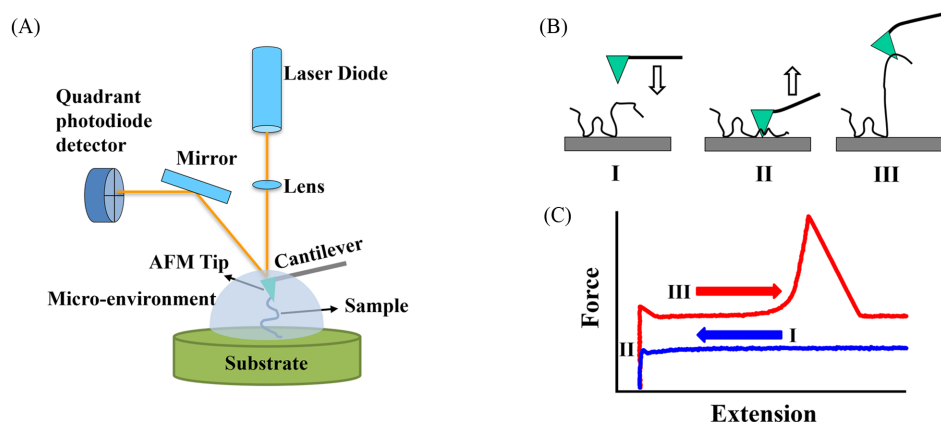 (A)
Laser Diode
Quadrant
photodiode
detector
Mirror
Lens
Cantilever
AFM Tip
Micro-environment
Sample
Substrate
(B)
I
II
III
(C)
Force
III
I
II
Extension